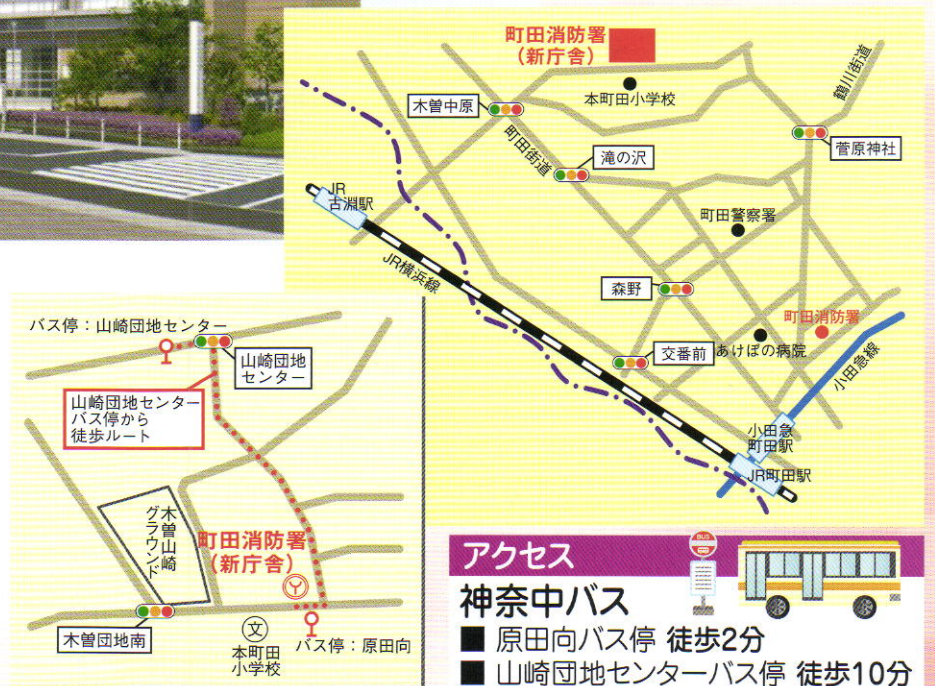 町田消防署
（新庁舎）
本町田小学校
鶴川街道
木曽中原
町田街道
滝の沢
菅原神社
JR
古淵駅
町田警察署
JR横浜線
森野
町田消防署
交番前
あけぼの病院
小田急線
小田急
町田駅
JR町田駅
バス停：山崎団地センター
山崎団地
センター
山崎団地センター
バス停から
徒歩ルート
木曽山崎
グラウンド
町田消防署
（新庁舎）
木曽団地南
文
本町田
小学校
バス停：原田向
アクセス
BUS
神奈中バス
■ 原田向バス停 徒歩2分
■ 山崎団地センターバス停 徒歩10分